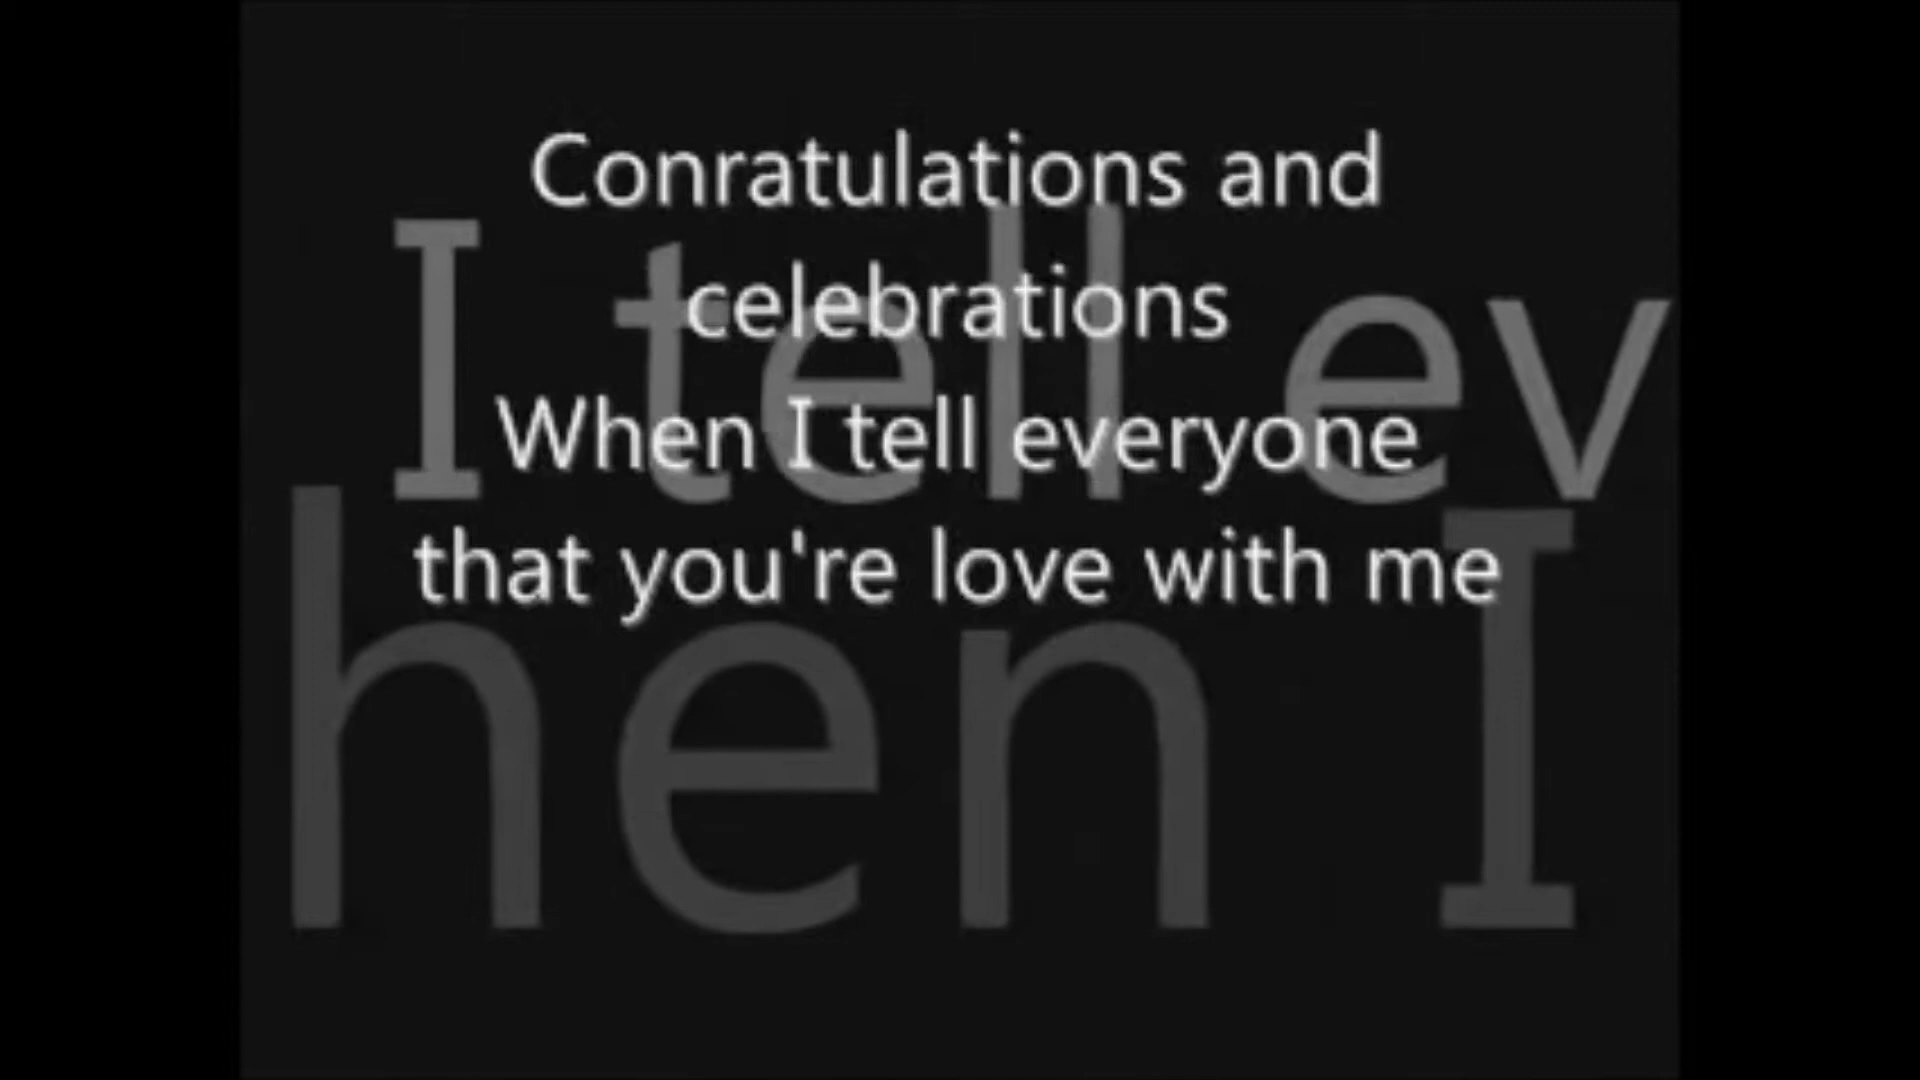 Conratulations and
celebrations
When I tell everyone
that you're love with me
I tell ev
hen I